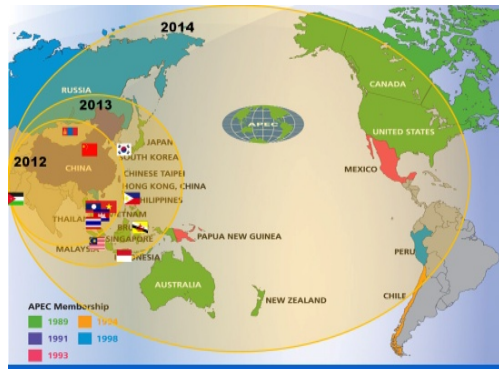 2014
RUSSIA
CANADA
2013
APEC
UNITED STATES
JAPAN
SOUTH KOREA
2012
CHINA
MEXICO
CHINESE TAIPEI
HONG KONG, CHINA
PHILIPPINES
THAILAND
VIETNAM
SINGAPORE
PAPUA NEW GUINEA
MALAYSIA
PERU
AUSTRALIA
CHILE
NEW ZEALAND
APEC Membership
1989
1994
1991
1998
1993